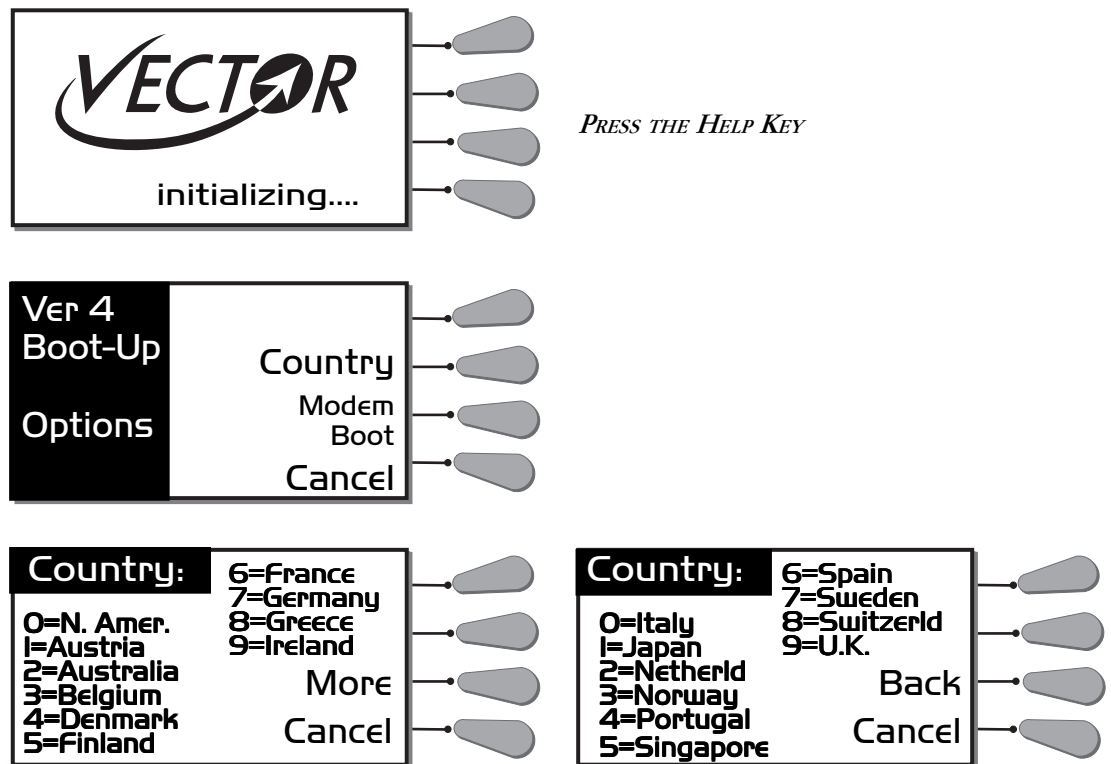 VECTOR
initializing....
PRESS THE HELP KEY
Ver 4
Boot-Up
Options
Country
Modem
Boot
Cancel
Country:
0=N. Amer.
1=Austria
2=Australia
3=Belgium
4=Denmark
5=Finland
6=France
7=Germany
8=Greece
9=Ireland
More
Cancel
Country:
0=Italy
1=Japan
2=Netherld
3=Norway
4=Portugal
5=Singapore
6=Spain
7=Sweden
8=Switzerld
9=U.K.
Back
Cancel